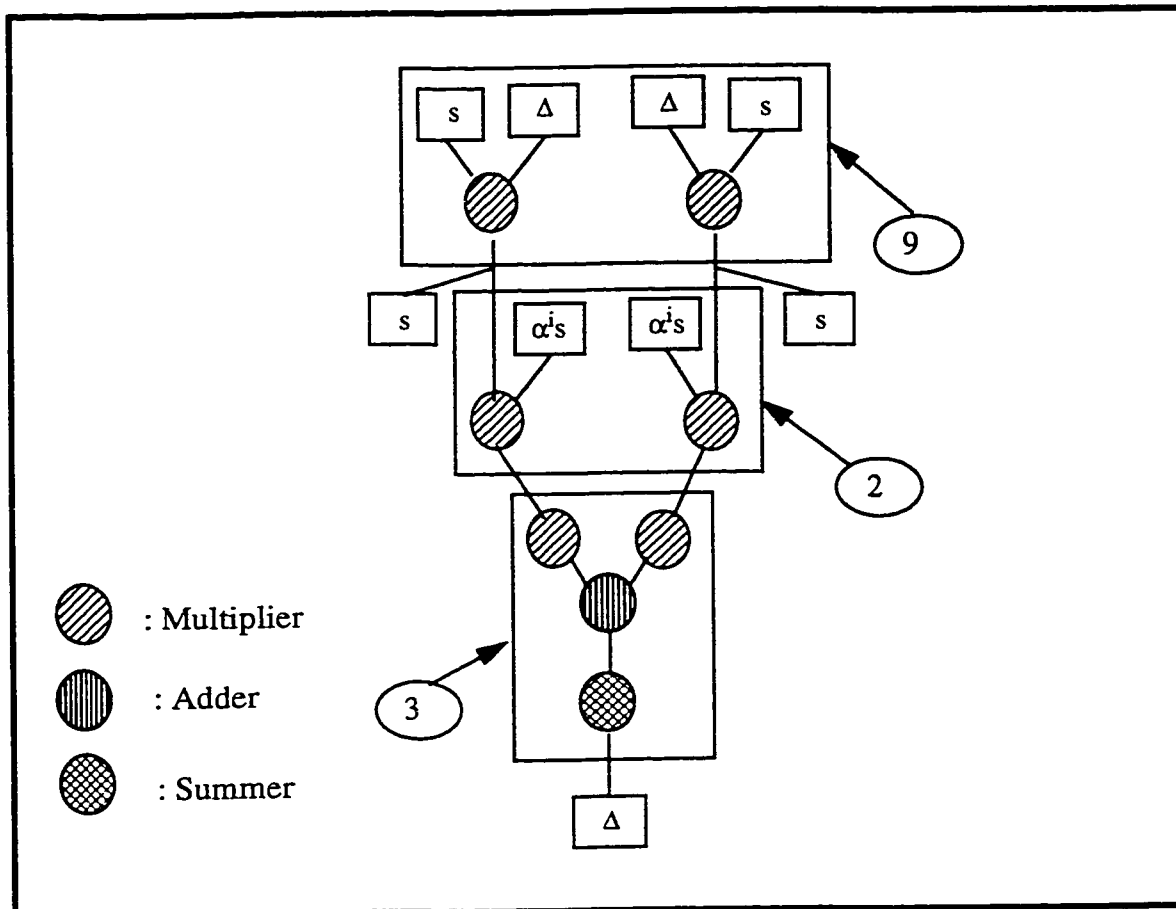 s Δ Δ s
9
s αⁱs αⁱs s
2
: Multiplier
: Adder
3
: Summer
Δ